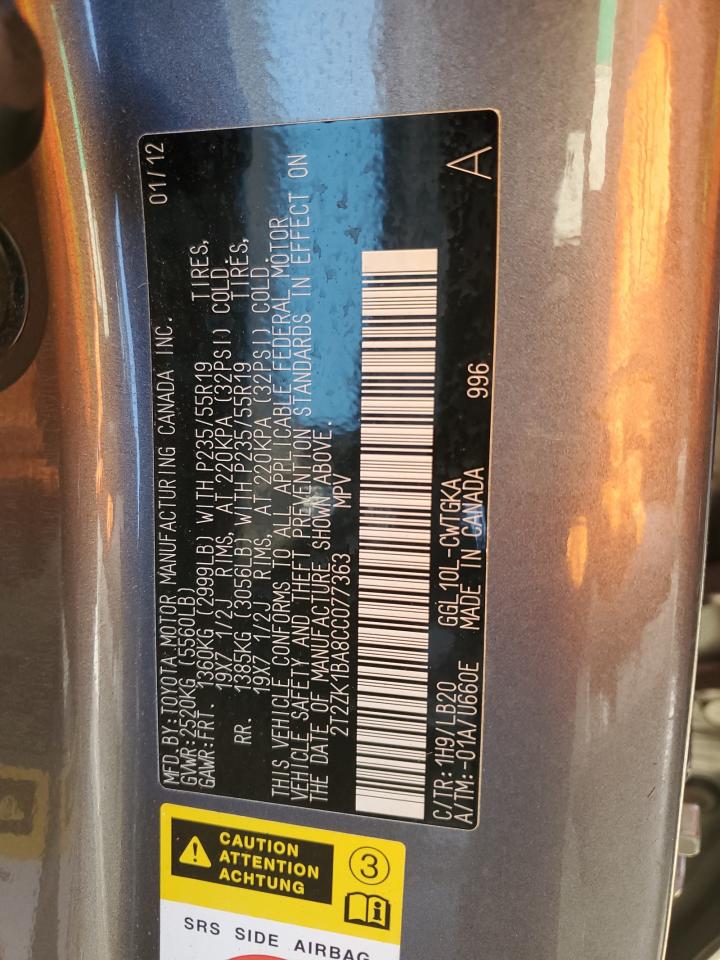 MFD. BY: TOYOTA MOTOR MANUFACTURING CANADA INC. 01/12
GVWR: 2520KG (5560LB)
GAWR: FRT. 1360KG (2999LB) WITH P235/55R19 TIRES,
19X7 1/2J RIMS, AT 220KPA (32PSI) COLD
RR. 1385KG (3056LB) WITH P235/55R19 TIRES,
19X7 1/2J RIMS, AT 220KPA (32PSI) COLD.
THIS VEHICLE CONFORMS TO ALL APPLICABLE FEDERAL MOTOR
VEHICLE SAFETY AND THEFT PREVENTION STANDARDS IN EFFECT ON
THE DATE OF MANUFACTURE SHOWN ABOVE.
2T2ZK1BA8CC077363 MPV
C/TR: 1H9/LB20 GGL10L-CWTGKA A
A/TM: -01A/U660E MADE IN CANADA 996
CAUTION
ATTENTION
ACHTUNG
3
SRS SIDE AIRBAG